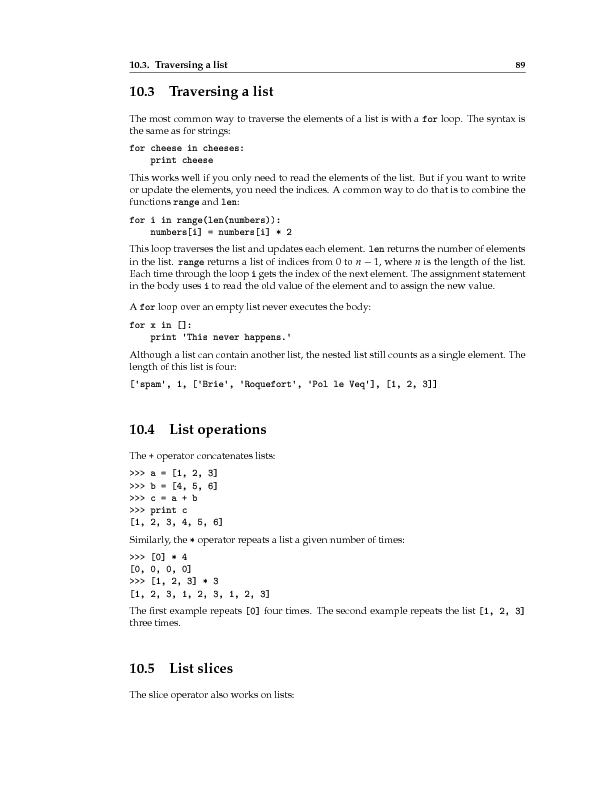 10.3. Traversing a list 89
10.3 Traversing a list
The most common way to traverse the elements of a list is with a for loop. The syntax is
the same as for strings:
for cheese in cheeses:
    print cheese
This works well if you only need to read the elements of the list. But if you want to write
or update the elements, you need the indices. A common way to do that is to combine the
functions range and len:
for i in range(len(numbers)):
    numbers[i] = numbers[i] * 2
This loop traverses the list and updates each element. len returns the number of elements
in the list. range returns a list of indices from 0 to n − 1, where n is the length of the list.
Each time through the loop i gets the index of the next element. The assignment statement
in the body uses i to read the old value of the element and to assign the new value.
A for loop over an empty list never executes the body:
for x in []:
    print 'This never happens.'
Although a list can contain another list, the nested list still counts as a single element. The
length of this list is four:
['spam', 1, ['Brie', 'Roquefort', 'Pol le Veq'], [1, 2, 3]]
10.4 List operations
The + operator concatenates lists:
>>> a = [1, 2, 3]
>>> b = [4, 5, 6]
>>> c = a + b
>>> print c
[1, 2, 3, 4, 5, 6]
Similarly, the * operator repeats a list a given number of times:
>>> [0] * 4
[0, 0, 0, 0]
>>> [1, 2, 3] * 3
[1, 2, 3, 1, 2, 3, 1, 2, 3]
The first example repeats [0] four times. The second example repeats the list [1, 2, 3]
three times.
10.5 List slices
The slice operator also works on lists: